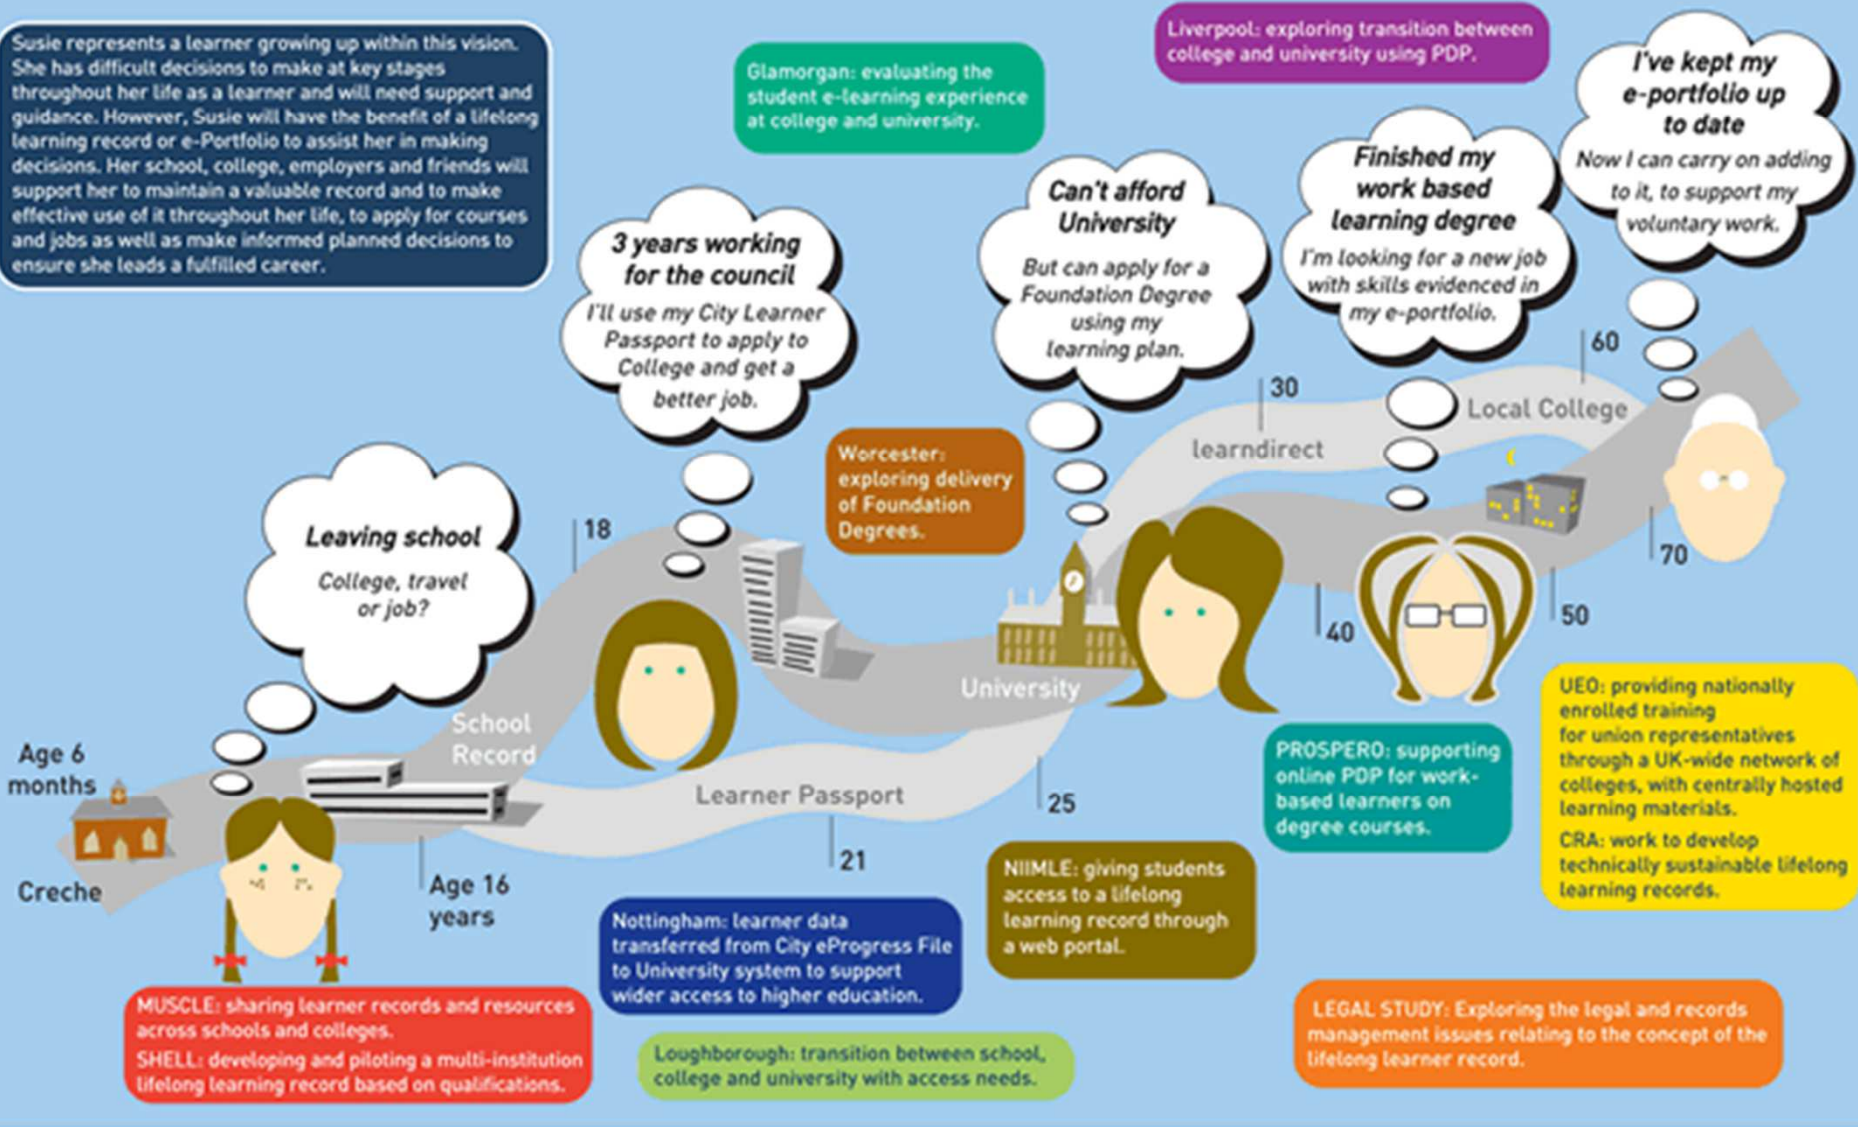 Susie represents a learner growing up within this vision.
She has difficult decisions to make at key stages
throughout her life as a learner and will need support and
guidance. However, Susie will have the benefit of a lifelong
learning record or e-Portfolio to assist her in making
decisions. Her school, college, employers and friends will
support her to maintain a valuable record and to make
effective use of it throughout her life, to apply for courses
and jobs as well as make informed planned decisions to
ensure she leads a fulfilled career.
Glamorgan: evaluating the
student e-learning experience
at college and university.
Liverpool: exploring transition between
college and university using PDP.
I've kept my
e-portfolio up
to date
Now I can carry on adding
to it, to support my
voluntary work.
Finished my
work based
learning degree
I'm looking for a new job
with skills evidenced in
my e-portfolio.
Can't afford
University
But can apply for a
Foundation Degree
using my
learning plan.
3 years working
for the council
I'll use my City Learner
Passport to apply to
College and get a
better job.
Leaving school
College, travel
or job?
Worcester:
exploring delivery
of Foundation
Degrees.
18
30
60
learndirect
Local College
School
Record
University
Learner Passport
Age 6
months
Creche
Age 16
years
21
25
40
50
70
MUSCLE: sharing learner records and resources
across schools and colleges.
SHELL: developing and piloting a multi-institution
lifelong learning record based on qualifications.
Nottingham: learner data
transferred from City eProgress File
to University system to support
wider access to higher education.
Loughborough: transition between school,
college and university with access needs.
NIIMLE: giving students
access to a lifelong
learning record through
a web portal.
PROSPERO: supporting
online PDP for work-
based learners on
degree courses.
UEO: providing nationally
enrolled training
for union representatives
through a UK-wide network of
colleges, with centrally hosted
learning materials.
CRA: work to develop
technically sustainable lifelong
learning records.
LEGAL STUDY: Exploring the legal and records
management issues relating to the concept of the
lifelong learner record.